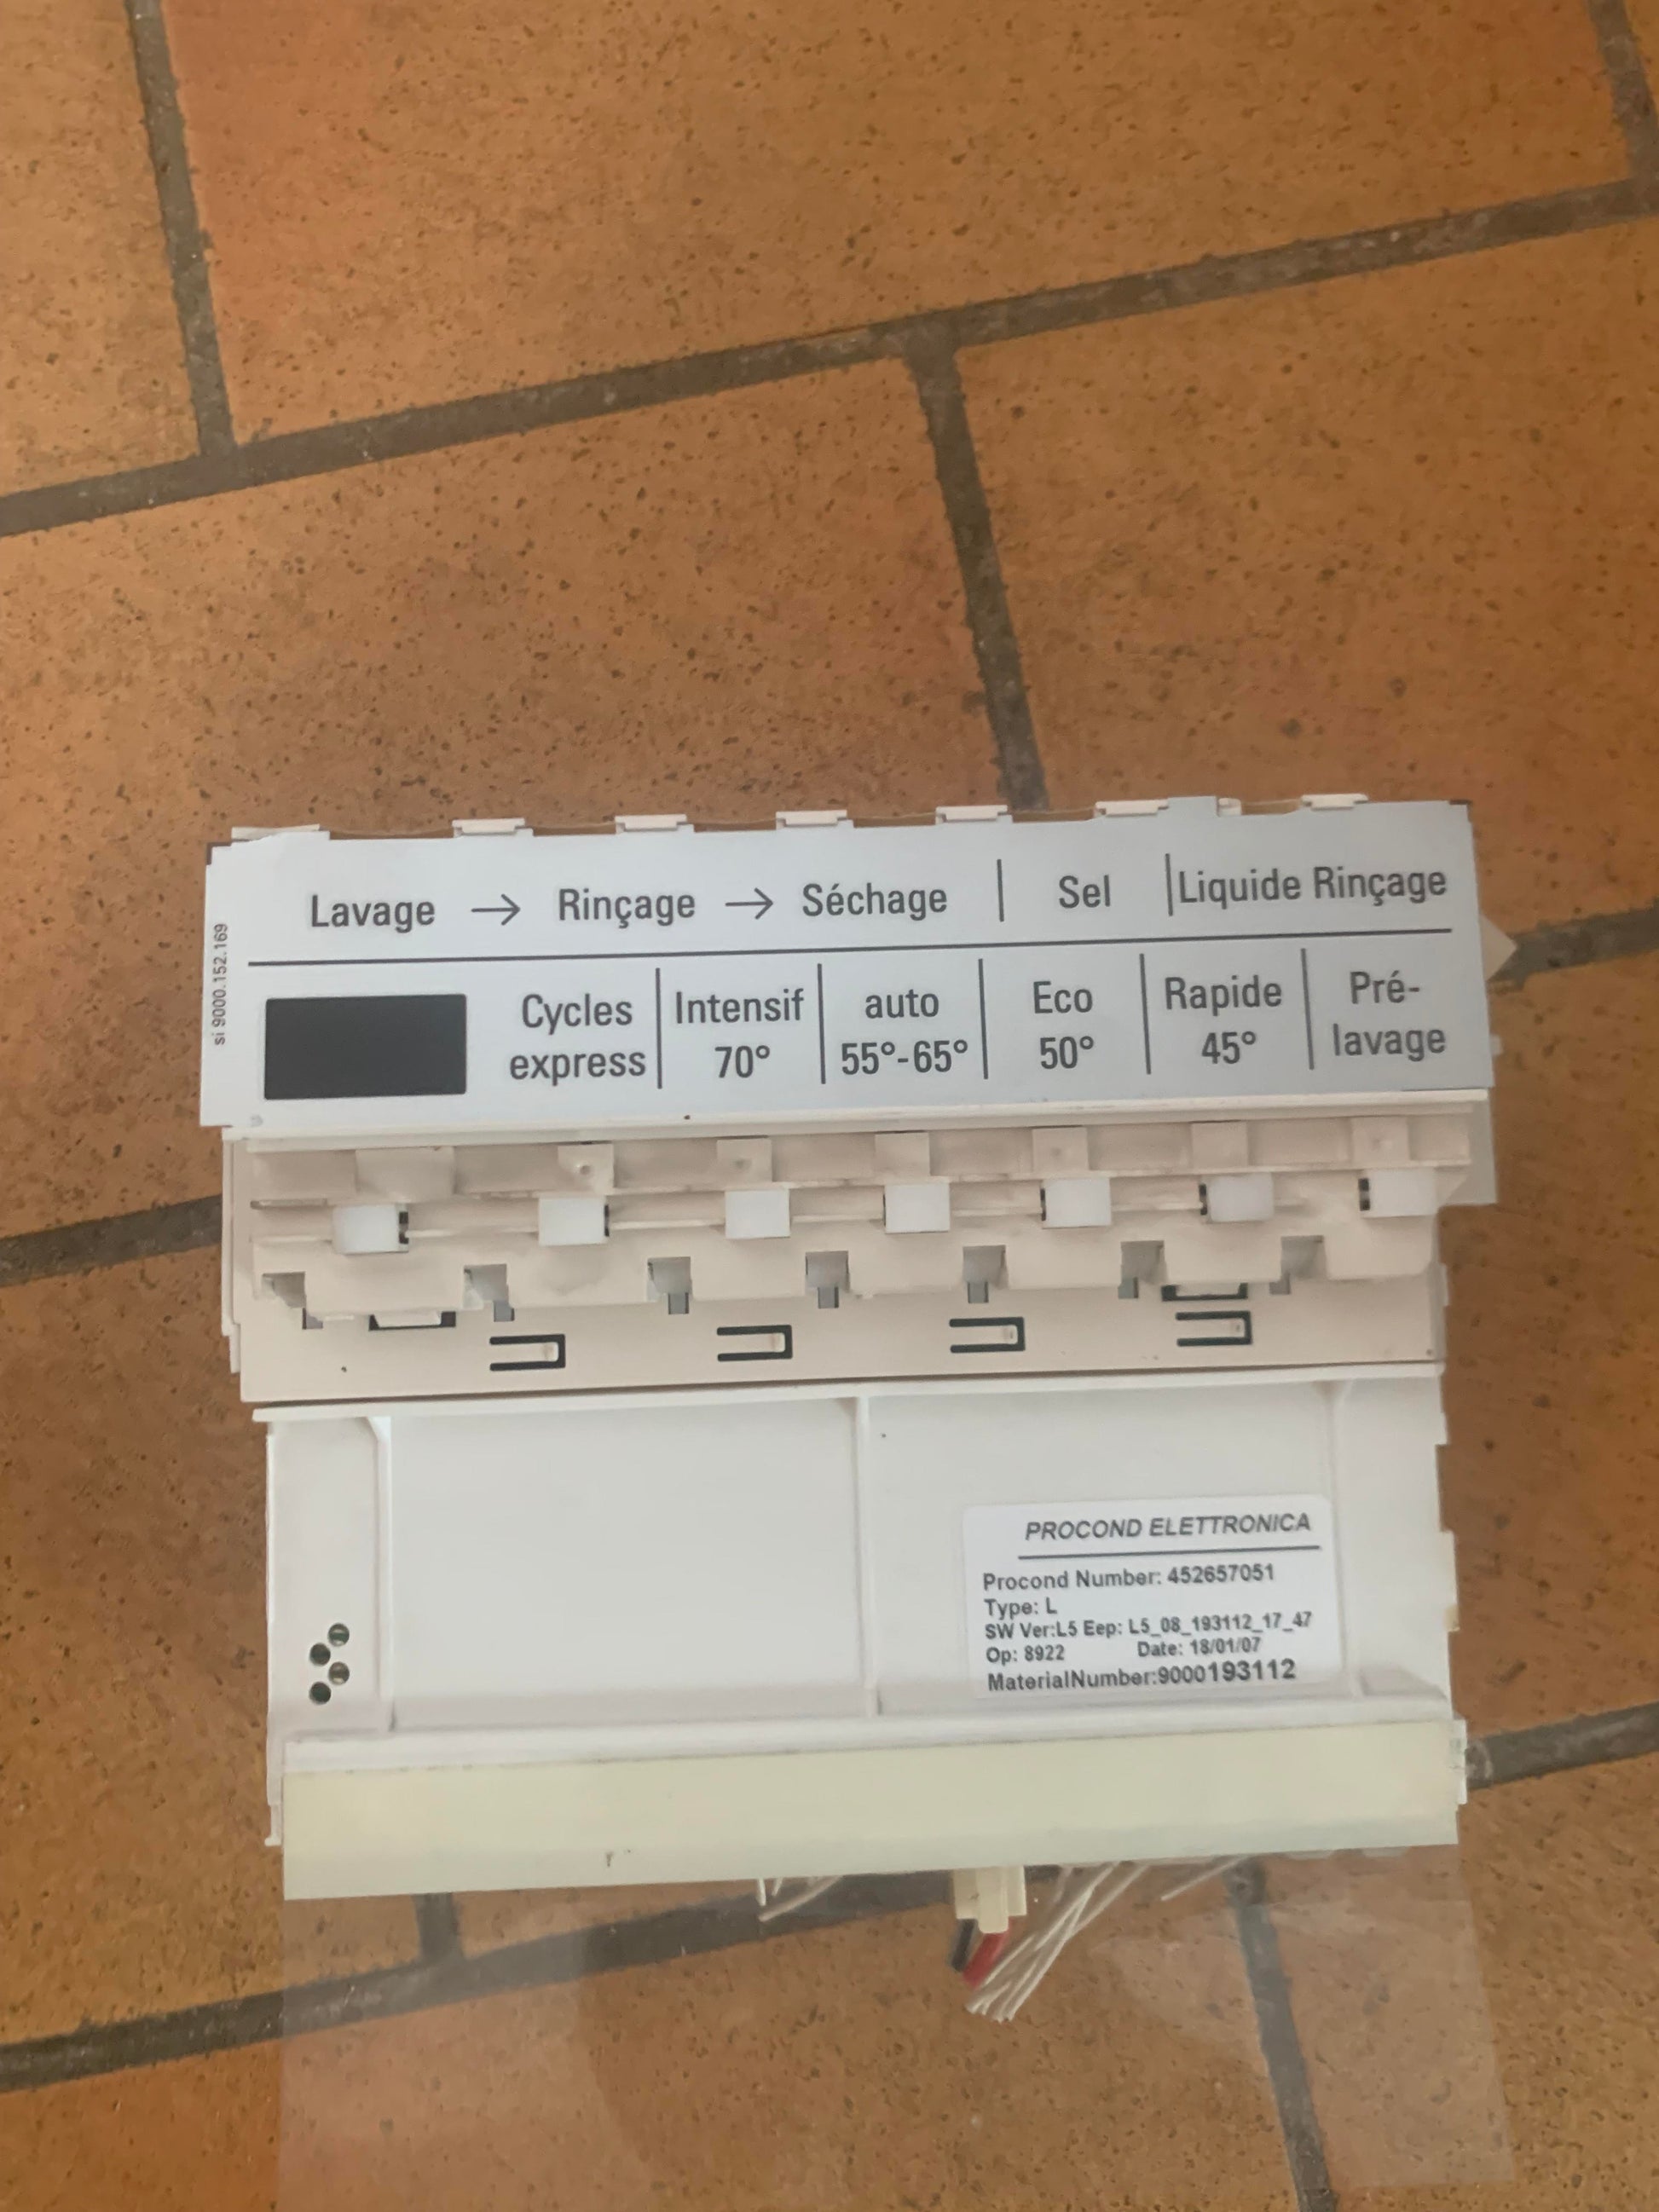 Lavage → Rinçage → Séchage | Sel | Liquide Rinçage
si 9000.152.169
Cycles express | Intensif 70° | auto 55°-65° | Eco 50° | Rapide 45° | Pré-lavage
PROCOND ELETTRONICA
Procond Number: 452657051
Type: L
SW Ver:L5 Eep: L5_08_193112_17_47
Op: 8922 Date: 18/01/07
MaterialNumber:9000193112